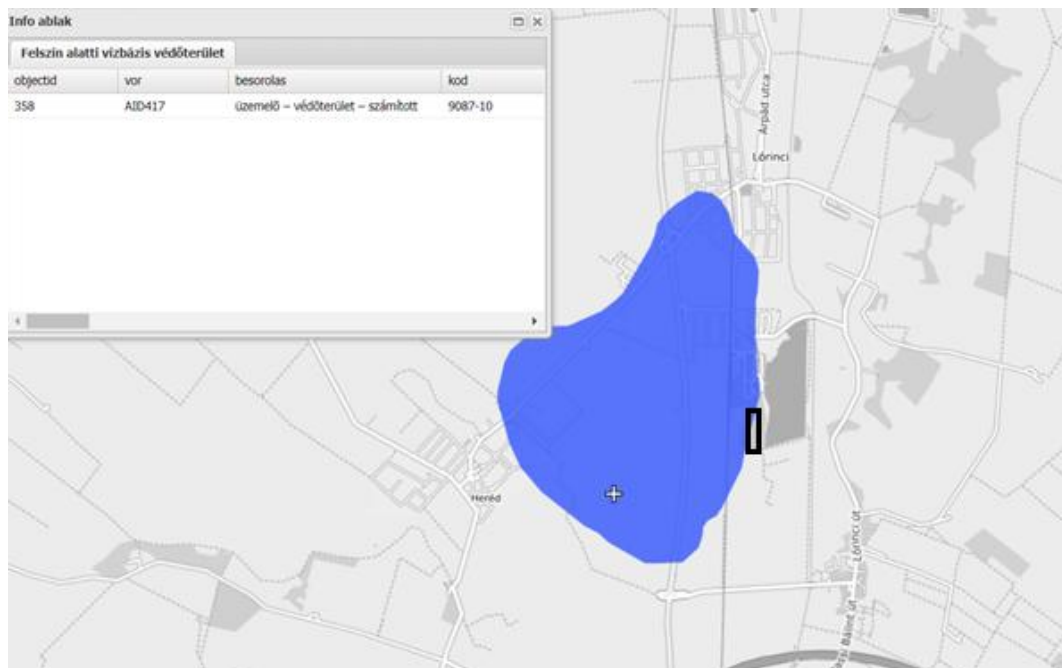 Info ablak
Felszín alatti vízbázis védőterület
objectid vor besorolas kod
358 AID417 üzemelő – védőterület – számított 9087-10
Árpád utca
Lőrinci
Heréd
Lőrinci út
Bálint út